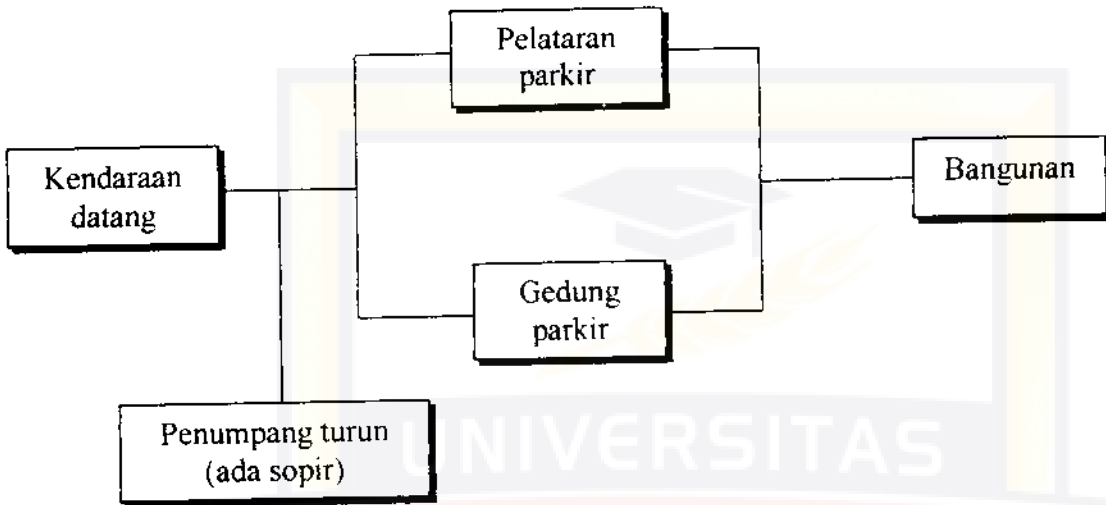 Pelataran
parkir
Kendaraan
datang
Bangunan
Gedung
parkir
Penumpang turun
(ada sopir)
UNIVERSITAS